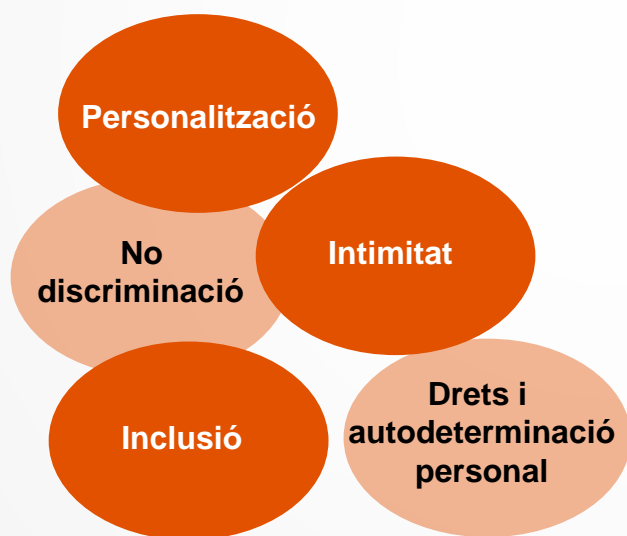 Personalització
No
discriminació
Intimitat
Inclusió
Drets i
autodeterminació
personal